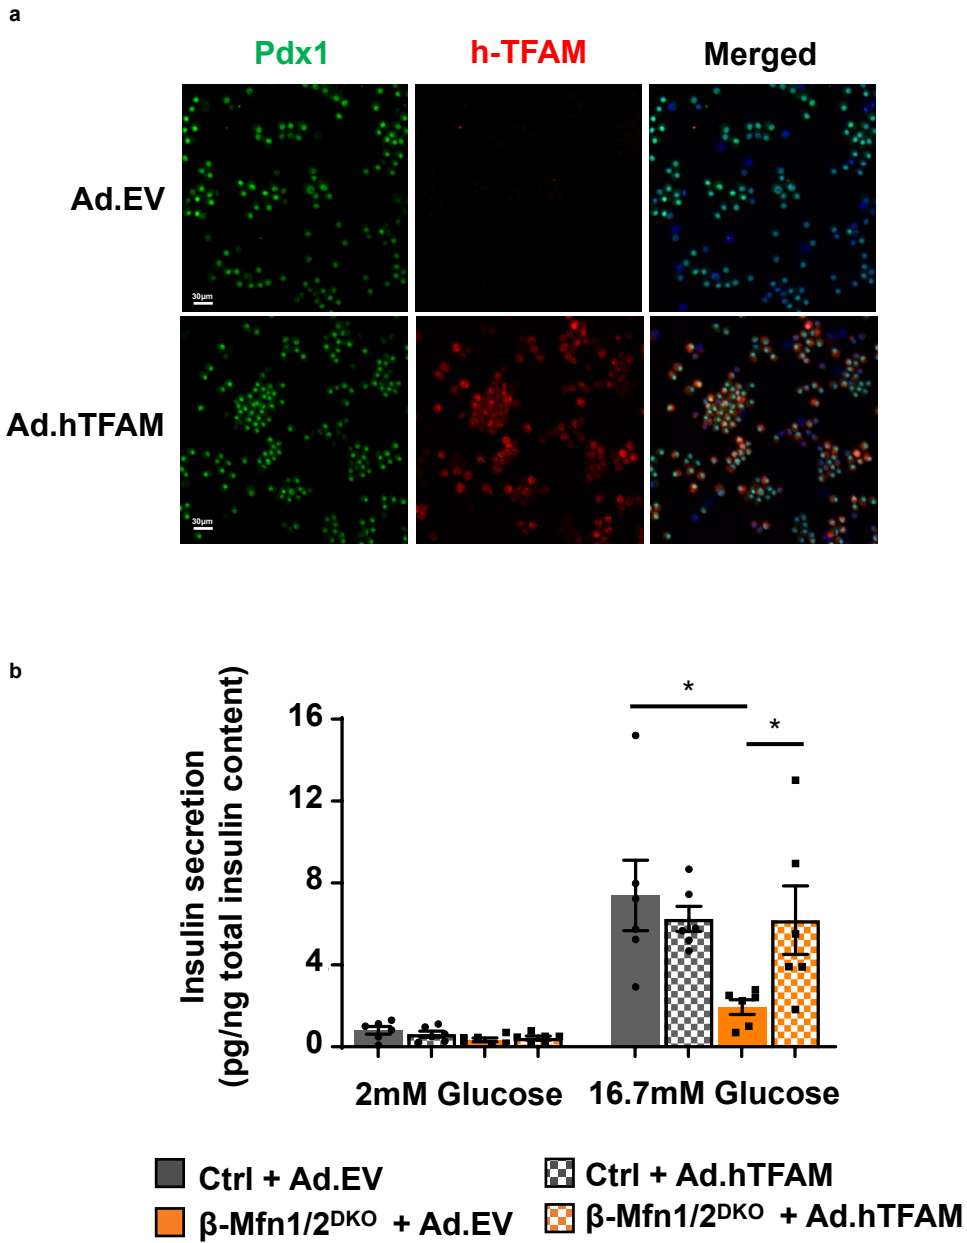 a
Pdx1 h-TFAM Merged
Ad.EV
30µm
Ad.hTFAM
30µm
b
Insulin secretion
(pg/ng total insulin content)
16
12
8
4
0
* 
*
2mM Glucose 16.7mM Glucose
Ctrl + Ad.EV
Ctrl + Ad.hTFAM
β-Mfn1/2DKO + Ad.EV
β-Mfn1/2DKO + Ad.hTFAM